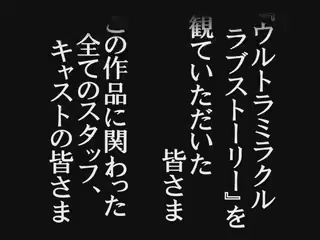 『ウルトラミラクル
ラブストーリー』を
観ていただいた
皆さま
この作品に関わった
全てのスタッフ、
キャストの皆さま